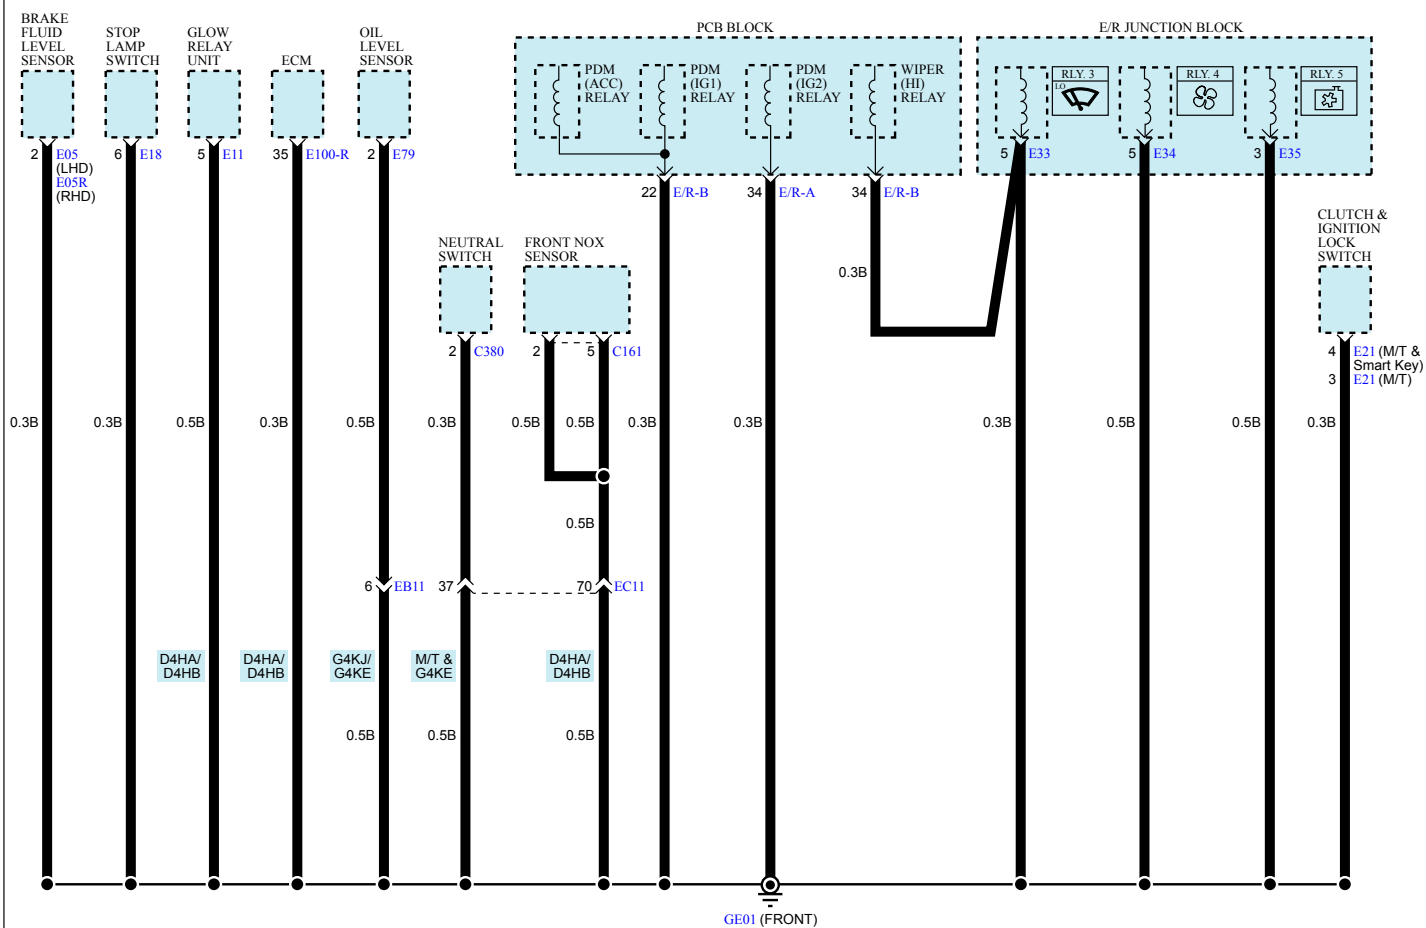 BRAKE
FLUID
LEVEL
SENSOR
STOP
LAMP
SWITCH
GLOW
RELAY
UNIT
ECM
OIL
LEVEL
SENSOR
PCB BLOCK
E/R JUNCTION BLOCK
PDM
(ACC)
RELAY
PDM
(IG1)
RELAY
PDM
(IG2)
RELAY
WIPER
(HI)
RELAY
RLY. 3
LO
RLY. 4
RLY. 5
2 E05
(LHD)
E05R
(RHD)
6 E18
5 E11
35 E100-R
2 E79
5 E33
5 E34
3 E35
22 E/R-B
34 E/R-A
34 E/R-B
NEUTRAL
SWITCH
FRONT NOX
SENSOR
CLUTCH &
IGNITION
LOCK
SWITCH
0.3B
2 C380
2
5 C161
4 E21 (M/T &
Smart Key)
3 E21 (M/T)
0.3B
0.3B
0.5B
0.3B
0.5B
0.3B
0.5B
0.5B
0.3B
0.3B
0.3B
0.5B
0.5B
0.3B
0.5B
6 EB11
37
70 EC11
D4HA/
D4HB
D4HA/
D4HB
G4KJ/
G4KE
M/T &
G4KE
D4HA/
D4HB
0.5B
0.5B
0.5B
GE01 (FRONT)